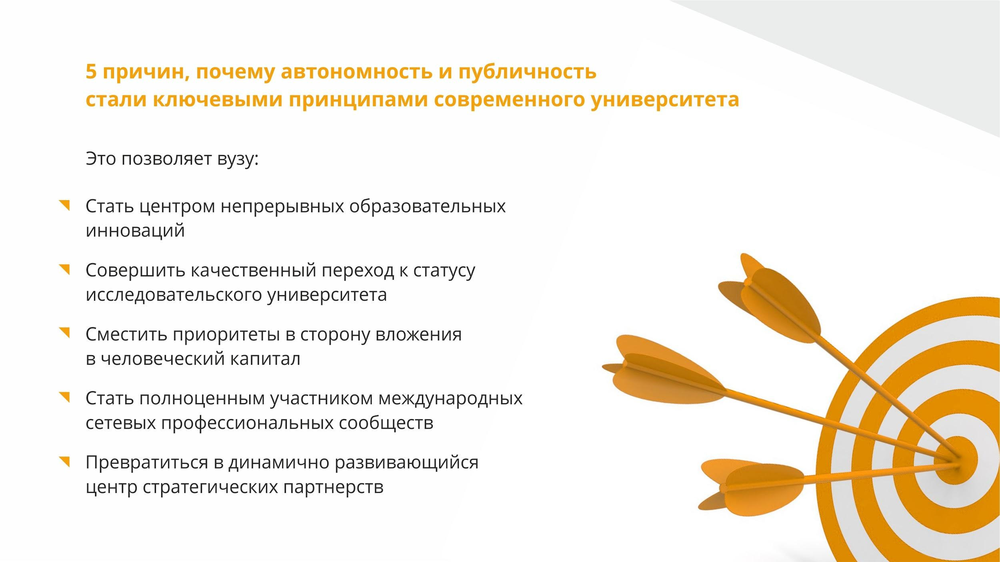 5 причин, почему автономность и публичность
стали ключевыми принципами современного университета
Это позволяет вузу:
Стать центром непрерывных образовательных
инноваций
Совершить качественный переход к статусу
исследовательского университета
Сместить приоритеты в сторону вложения
в человеческий капитал
Стать полноценным участником международных
сетевых профессиональных сообществ
Превратиться в динамично развивающийся
центр стратегических партнерств